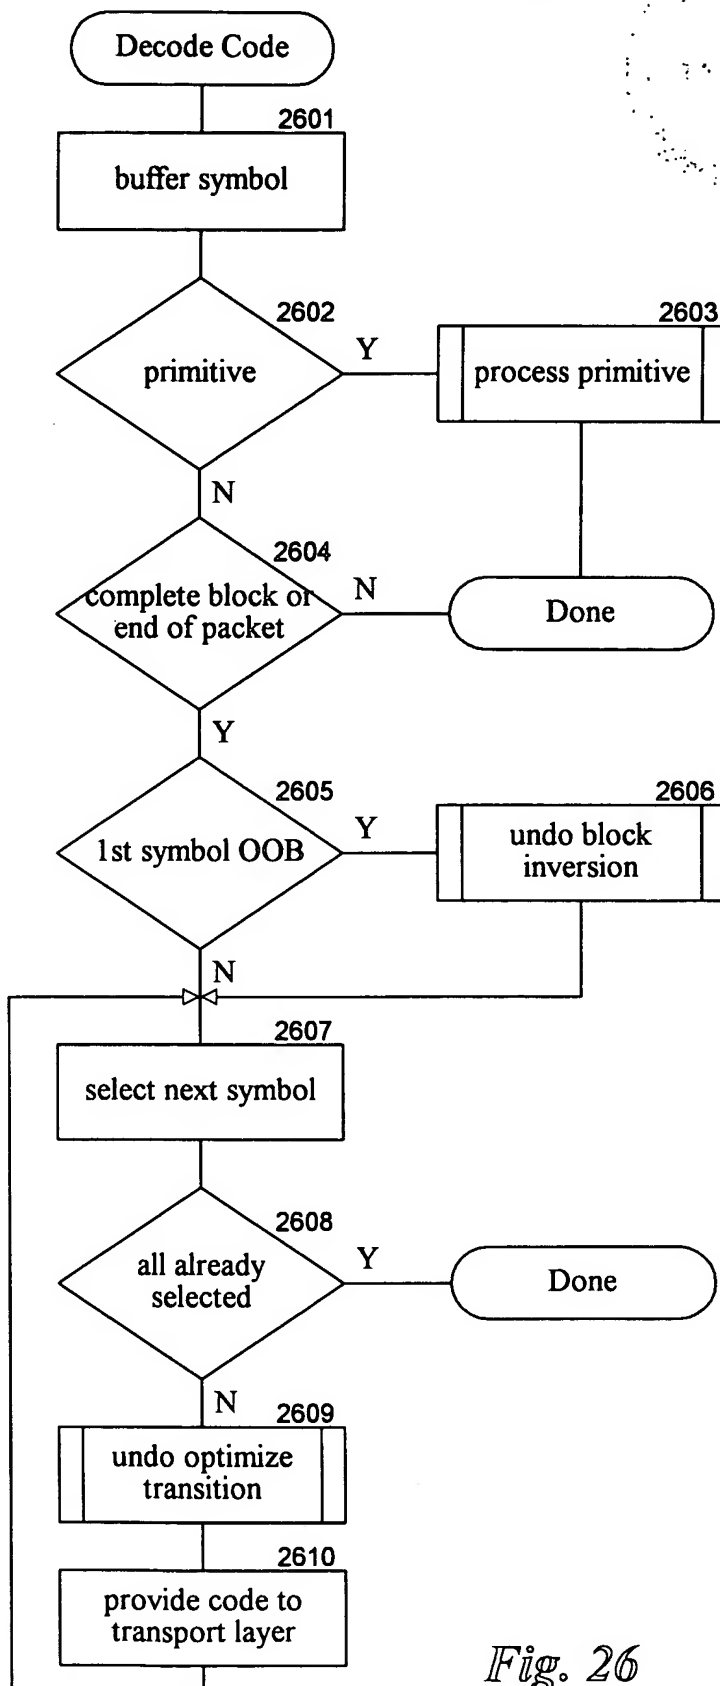 Decode Code
2601
buffer symbol
2602
primitive
Y
2603
process primitive
N
2604
complete block or
end of packet
N
Done
Y
2605
1st symbol OOB
Y
2606
undo block
inversion
N
2607
select next symbol
2608
all already
selected
Y
Done
N
2609
undo optimize
transition
2610
provide code to
transport layer
Fig. 26